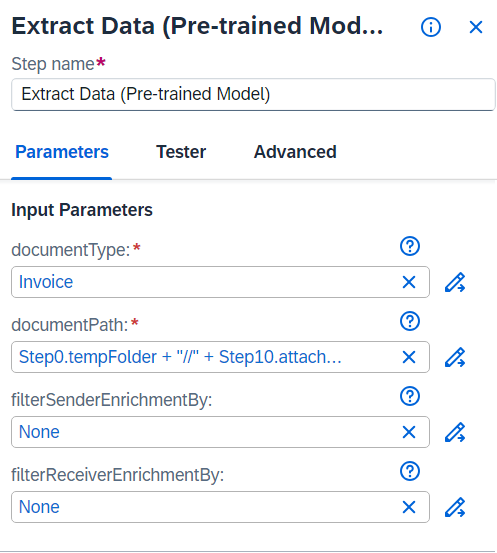 Extract Data (Pre-trained Mod...
Step name*
Extract Data (Pre-trained Model)
Parameters Tester Advanced
Input Parameters
documentType: *
Invoice
documentPath: *
Step0.tempFolder + "//" + Step10.attach...
filterSenderEnrichmentBy:
None
filterReceiverEnrichmentBy:
None